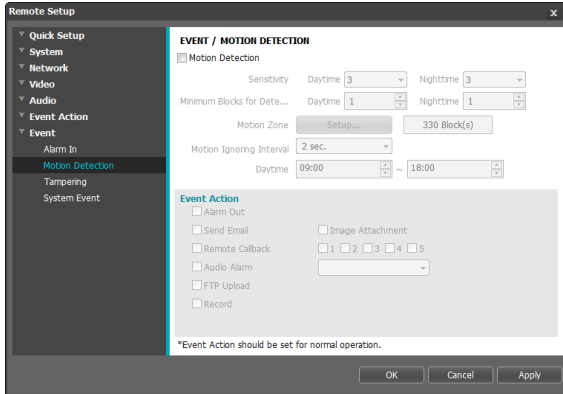 Remote Setup x
Quick Setup
System
Network
Video
Audio
Event Action
Event
Alarm In
Motion Detection
Tampering
System Event
EVENT / MOTION DETECTION
Motion Detection
Sensitivity Daytime 3 Nighttime 3
Minimum Blocks for Dete... Daytime 1 Nighttime 1
Motion Zone Setup... 330 Block(s)
Motion Ignoring Interval 2 sec.
Daytime 09:00 ~ 18:00
Event Action
Alarm Out
Send Email Image Attachment
Remote Callback 1 2 3 4 5
Audio Alarm
FTP Upload
Record
*Event Action should be set for normal operation.
OK Cancel Apply